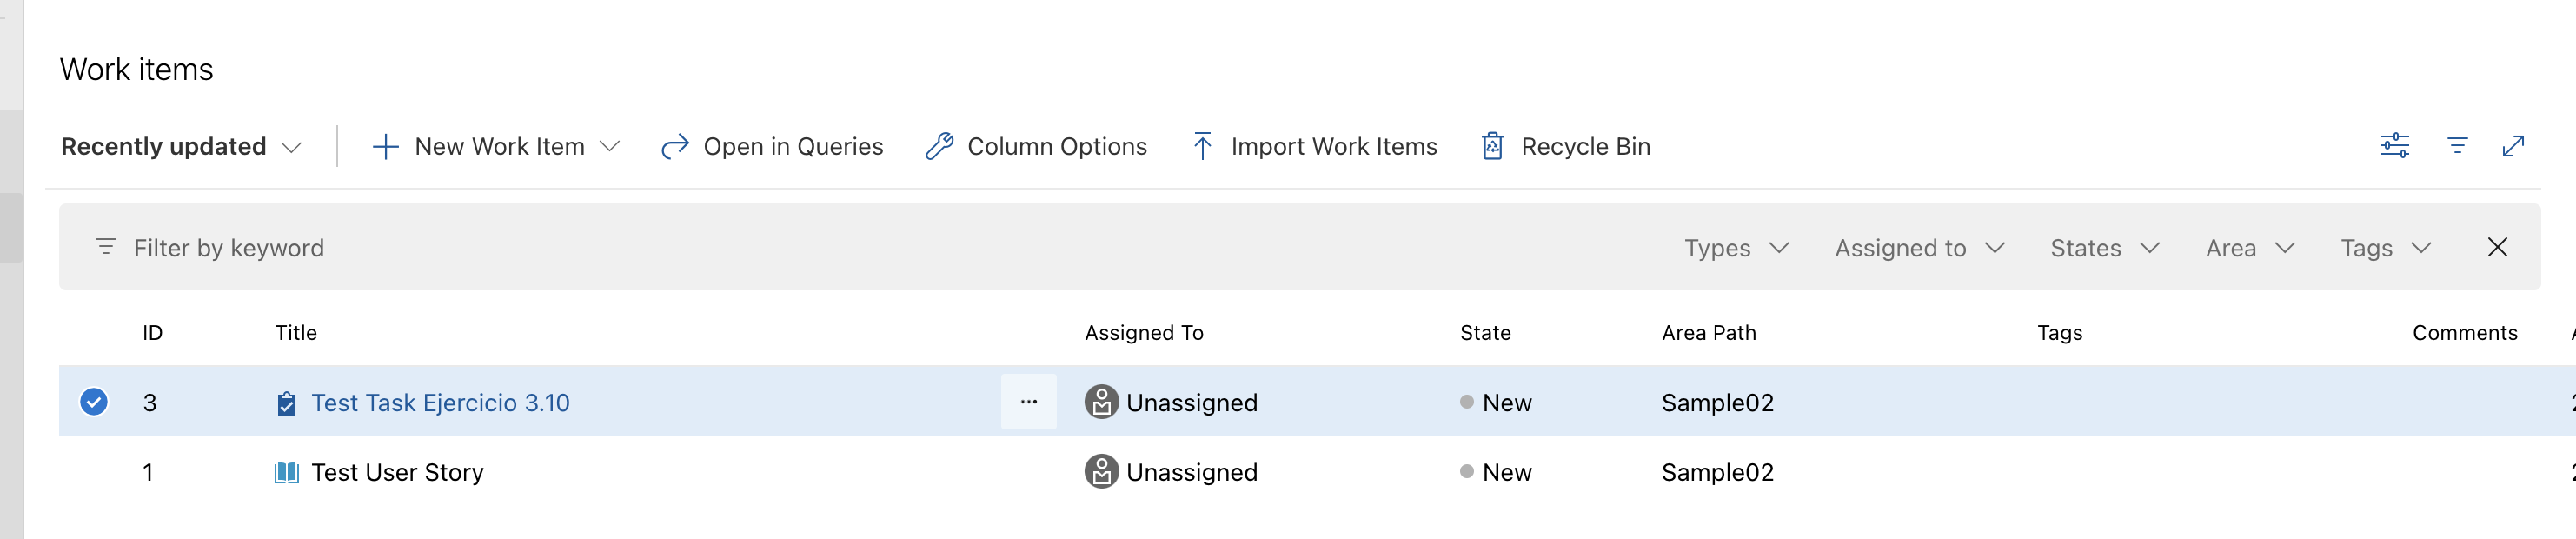 Work items
Recently updated New Work Item Open in Queries Column Options Import Work Items Recycle Bin
Filter by keyword Types Assigned to States Area Tags
ID Title Assigned To State Area Path Tags Comments
3 Test Task Ejercicio 3.10 ... Unassigned New Sample02
1 Test User Story Unassigned New Sample02